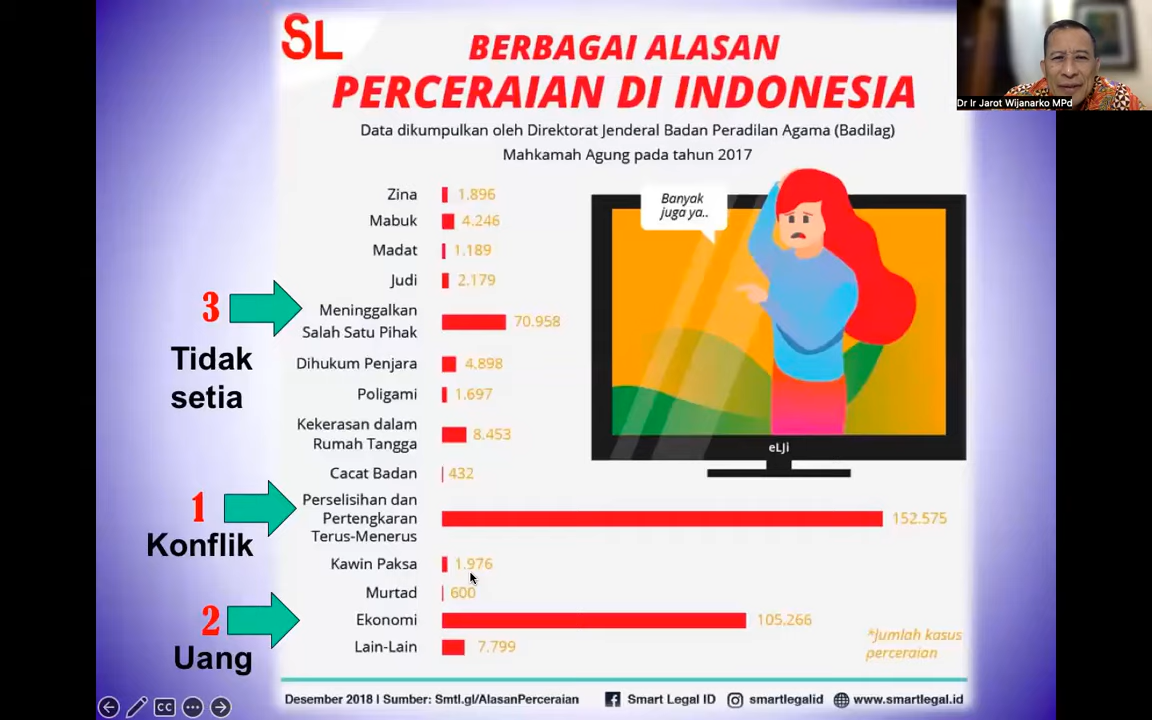 SL
BERBAGAI ALASAN
PERCERAIAN DI INDONESIA
Data dikumpulkan oleh Direktorat Jenderal Badan Peradilan Agama (Badilag)
Mahkamah Agung pada tahun 2017
Dr Ir Jarot Wijanarko MPd
Banyak
juga ya..
eLJi
Zina 1.896
Mabuk 4.246
Madat 1.189
Judi 2.179
3
Tidak
setia
Meninggalkan
Salah Satu Pihak 70.958
Dihukum Penjara 4.898
Poligami 1.697
Kekerasan dalam
Rumah Tangga 8.453
Cacat Badan 432
1
Konflik
Perselisihan dan
Pertengkaran 152.575
Terus-Menerus
Kawin Paksa 1.976
Murtad 600
2
Uang
Ekonomi 105.266
Lain-Lain 7.799
*Jumlah kasus
perceraian
Desember 2018 I Sumber: Smtl.gl/AlasanPerceraian Smart Legal ID smartlegalid www.smartlegal.id
CC